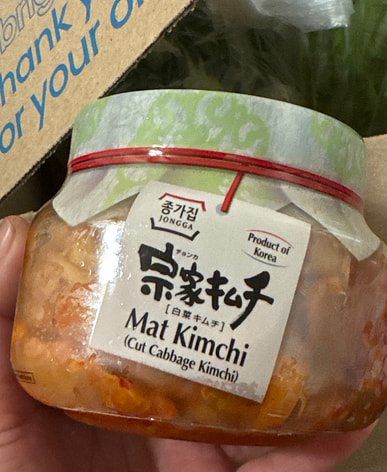 hank y
or your o
종가집
JONGGA
Product of
Korea
チョンカ
宗家キムチ
[白菜キムチ]
Mat Kimchi
(Cut Cabbage Kimchi)